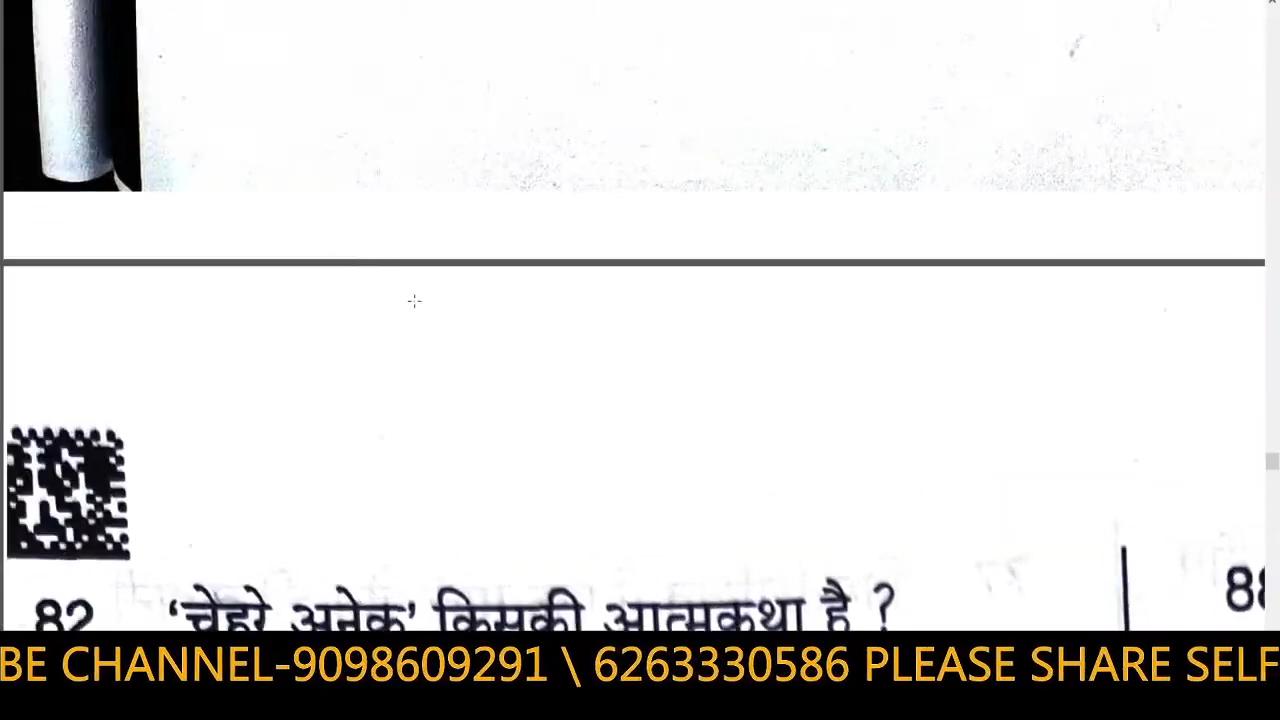 82 ‘चेहरे अनेक’ किसकी आत्मकथा है ?
BE CHANNEL-9098609291 \ 6263330586 PLEASE SHARE SELF